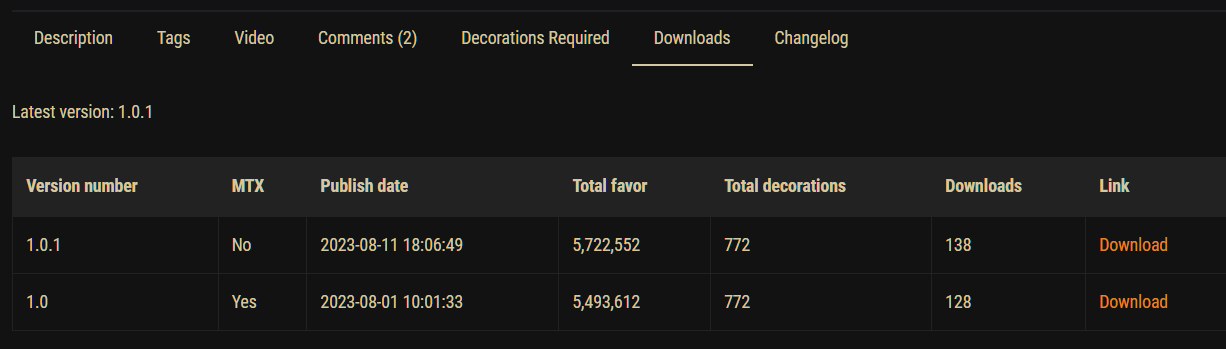 Description Tags Video Comments (2) Decorations Required Downloads Changelog
Latest version: 1.0.1
Version number MTX Publish date Total favor Total decorations Downloads Link
1.0.1 No 2023-08-11 18:06:49 5,722,552 772 138 Download
1.0 Yes 2023-08-01 10:01:33 5,493,612 772 128 Download